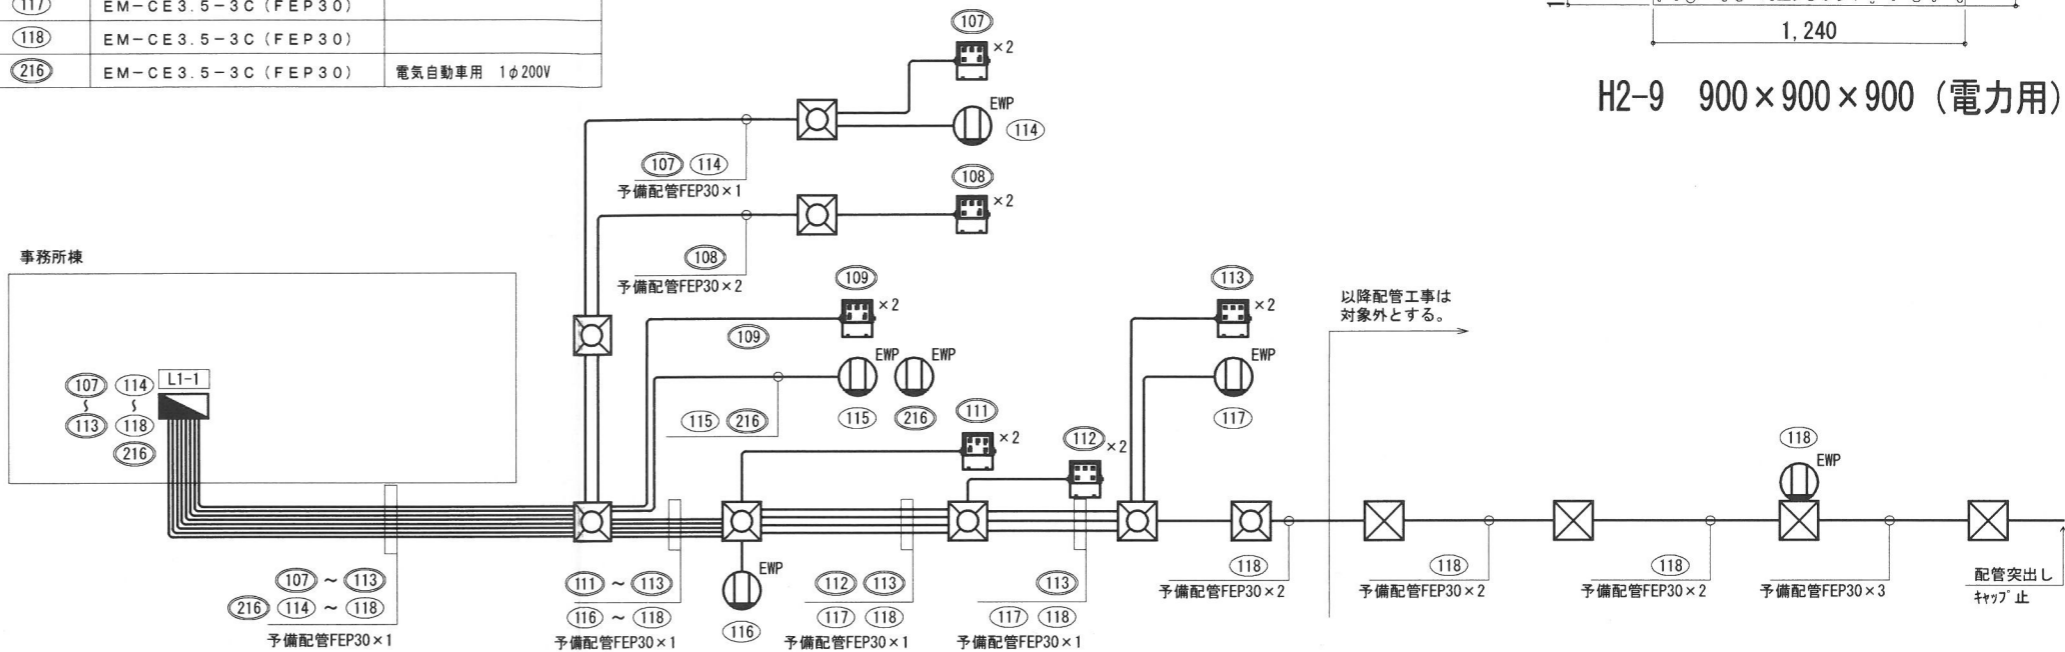 117 EM-CE3.5-3C (FEP30)
118 EM-CE3.5-3C (FEP30)
216 EM-CE3.5-3C (FEP30) 電気自動車用 1φ200V
1,240
H2-9 900×900×900 (電力用)
107
×2
EWP
114
107 114
予備配管FEP30×1
108
×2
108
予備配管FEP30×2
事務所棟
109
×2
109
113
×2
以降配管工事は
対象外とする。
EWP EWP
115 216
115 216
EWP
117
107 114 L1-1
~ ~
113 118
216
111
×2
112 ×2
118
EWP
107 ~ 113
216 114 ~ 118
予備配管FEP30×1
111 ~ 113
116 ~ 118
予備配管FEP30×1
EWP
116
112 113
117 118
予備配管FEP30×1
113
117 118
予備配管FEP30×1
118
予備配管FEP30×2
118
予備配管FEP30×2
118
予備配管FEP30×2
予備配管FEP30×3
配管突出し
ｷｬｯﾌﾟ止